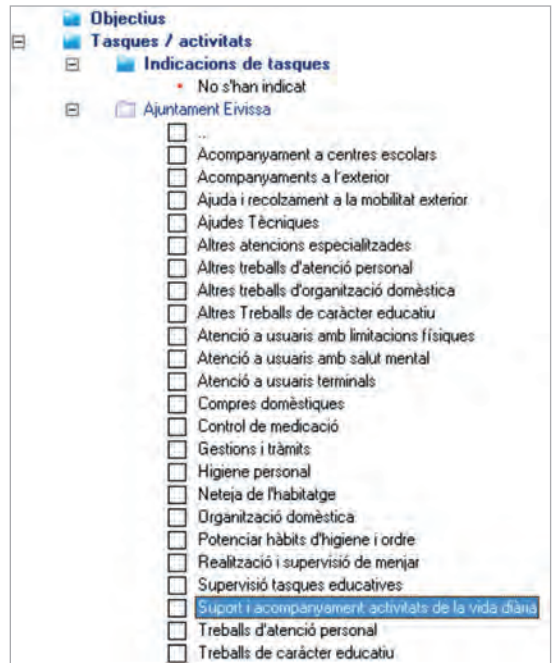 Objectius
Tasques / activitats
Indicacions de tasques
No s'han indicat
Ajuntament Eivissa
..
Acompanyament a centres escolars
Acompanyaments a l'exterior
Ajuda i recolzament a la mobilitat exterior
Ajudes Tècniques
Altres atencions especialitzades
Altres treballs d'atenció personal
Altres treballs d'organització domèstica
Altres Treballs de caràcter educatiu
Atenció a usuaris amb limitacions físiques
Atenció a usuaris amb salut mental
Atenció a usuaris terminals
Compres domèstiques
Control de medicació
Gestions i tràmits
Higiene personal
Neteja de l'habitatge
Organització domèstica
Potenciar hàbits d'higiene i ordre
Realització i supervisió de menjar
Supervisió tasques educatives
Suport i acompanyament activitats de la vida diària
Treballs d'atenció personal
Treballs de caràcter educatiu